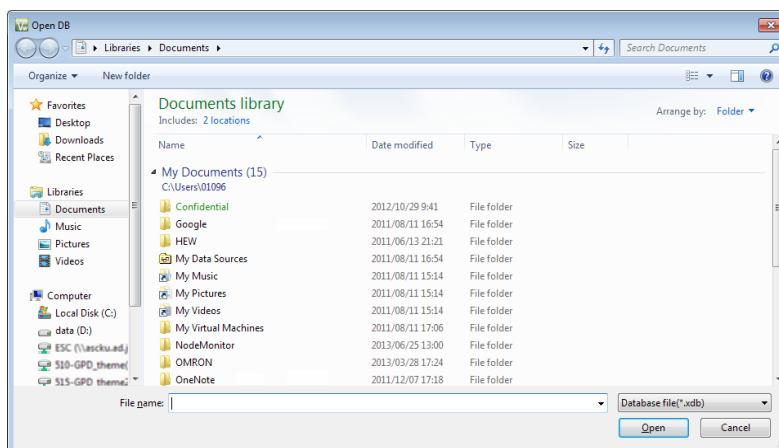 Open DB
Libraries Documents
Search Documents
Organize New folder
Favorites
Desktop
Downloads
Recent Places
Libraries
Documents
Music
Pictures
Videos
Computer
Local Disk (C:)
data (D:)
ESC (\\ascku.ad.j
510-GPD_theme(
515-GPD theme2
Documents library
Includes: 2 locations
Arrange by: Folder
Name Date modified Type Size
My Documents (15)
C:\Users\01096
Confidential 2012/10/29 9:41 File folder
Google 2011/08/11 16:54 File folder
HEW 2011/06/13 21:21 File folder
My Data Sources 2011/08/11 16:54 File folder
My Music 2011/08/11 15:14 File folder
My Pictures 2011/08/11 15:14 File folder
My Videos 2011/08/11 15:14 File folder
My Virtual Machines 2011/08/11 17:06 File folder
NodeMonitor 2013/06/25 13:00 File folder
OMRON 2013/03/28 17:24 File folder
OneNote 2011/12/07 17:18 File folder
File name: Database file(*.xdb)
Open Cancel